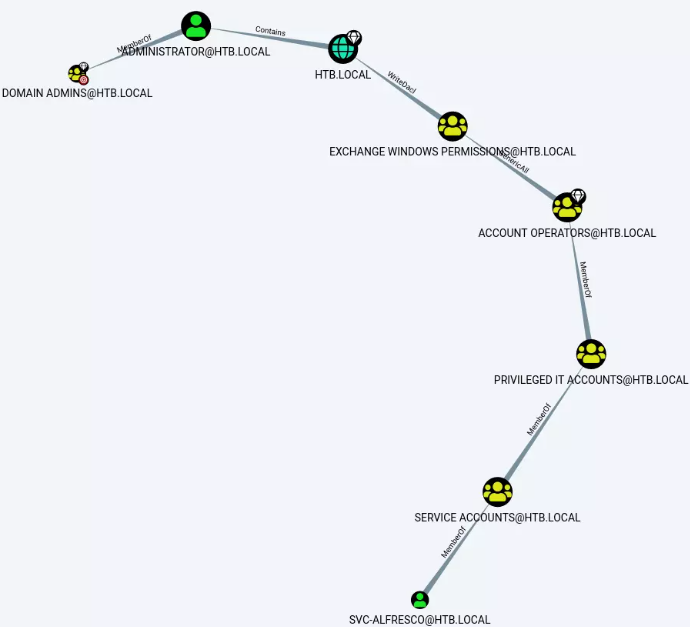 MemberOf
ADMINISTRATOR@HTB.LOCAL
Contains
HTB.LOCAL
DOMAIN ADMINS@HTB.LOCAL
WriteDacl
EXCHANGE WINDOWS PERMISSIONS@HTB.LOCAL
GenericAll
ACCOUNT OPERATORS@HTB.LOCAL
MemberOf
PRIVILEGED IT ACCOUNTS@HTB.LOCAL
MemberOf
SERVICE ACCOUNTS@HTB.LOCAL
MemberOf
SVC-ALFRESCO@HTB.LOCAL